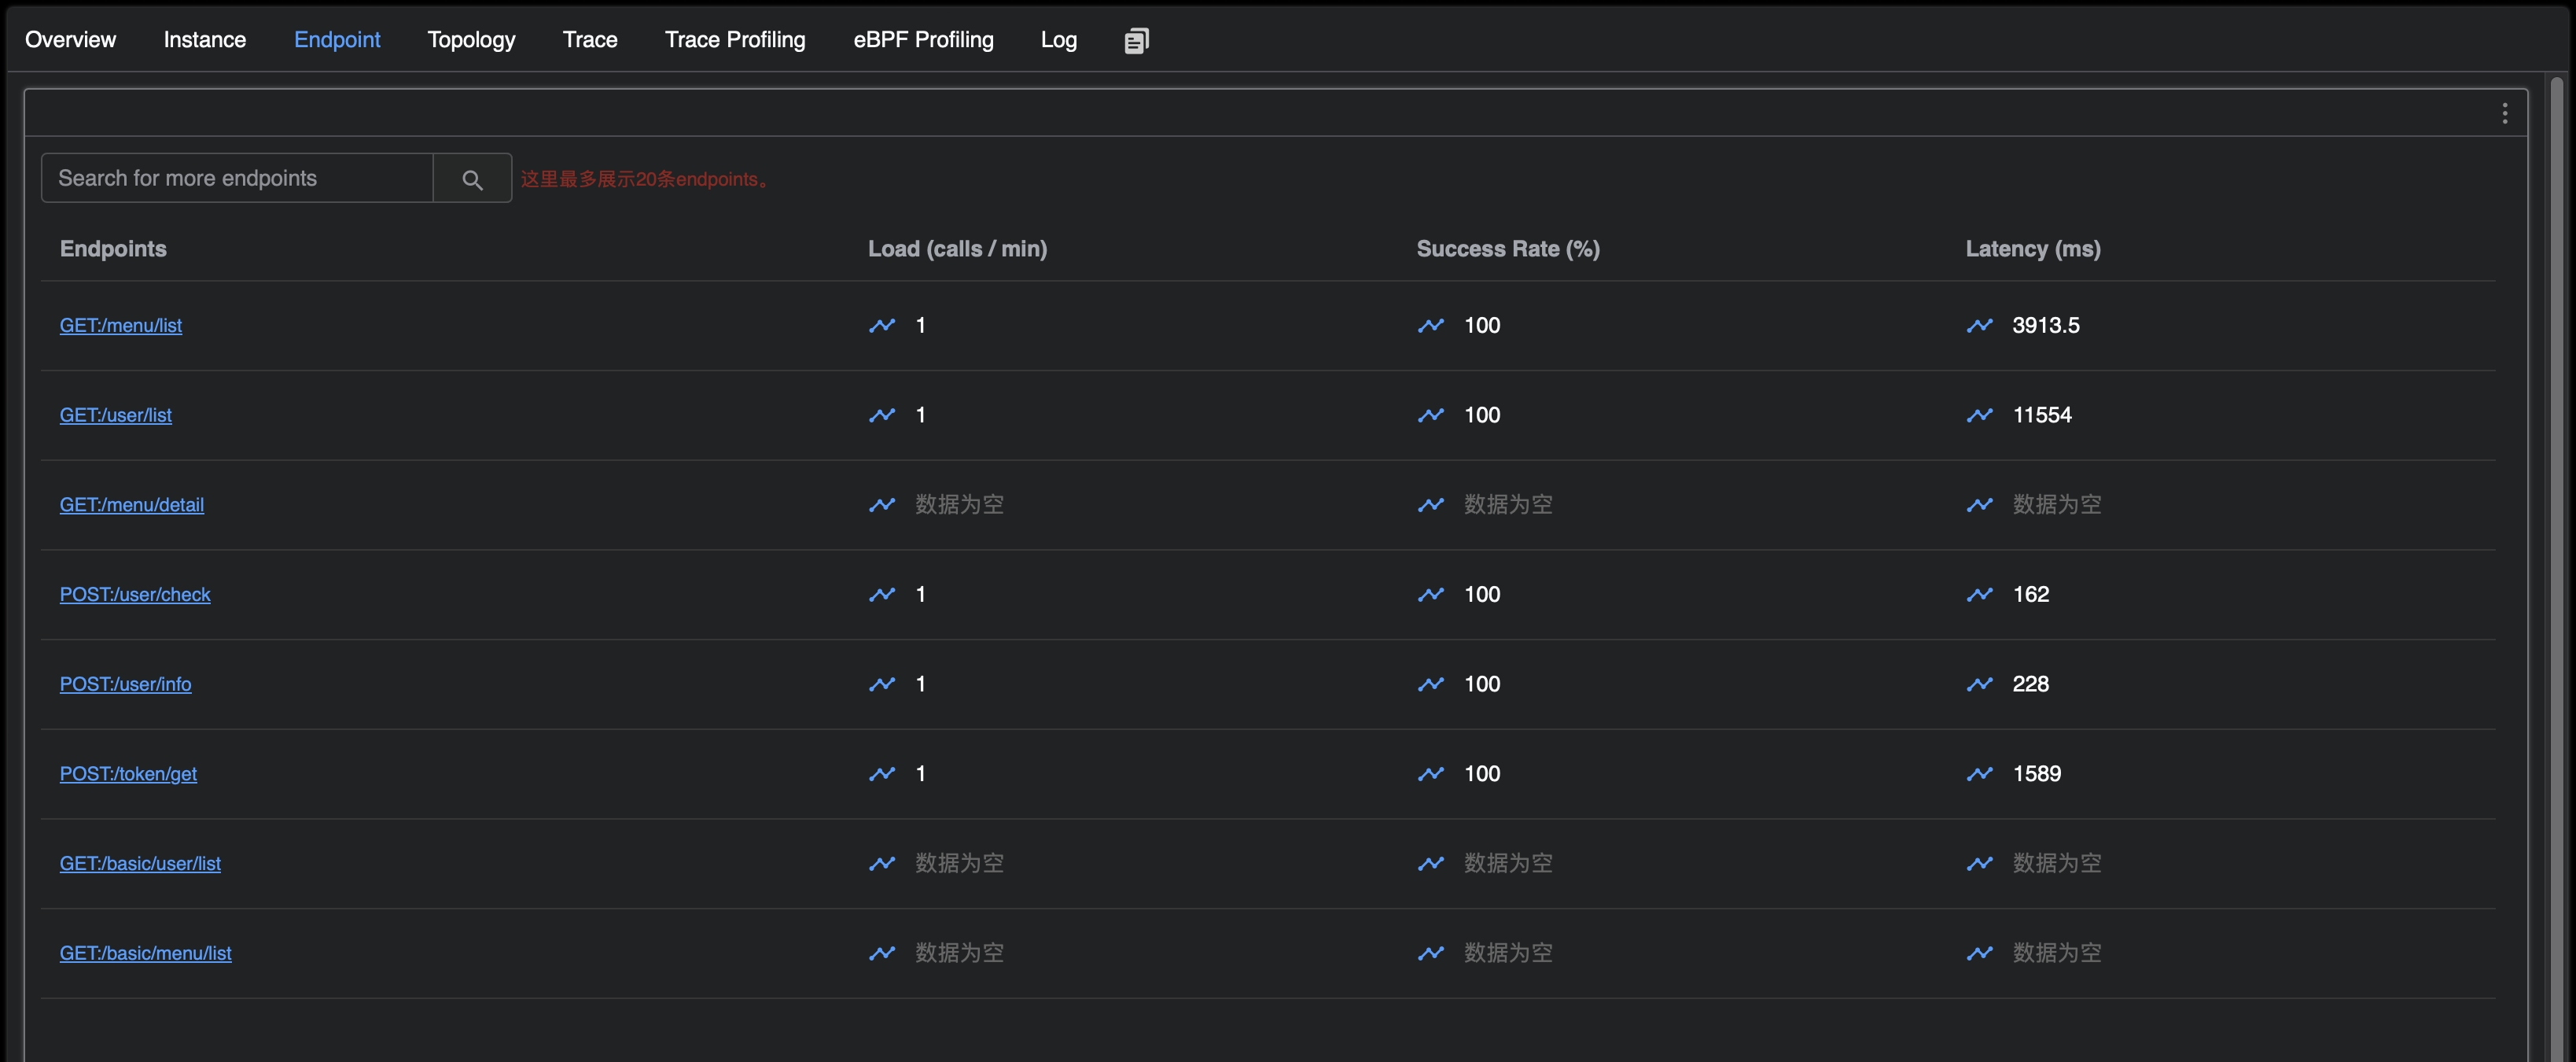 Overview Instance Endpoint Topology Trace Trace Profiling eBPF Profiling Log
Search for more endpoints 这里最多展示20条endpoints。
Endpoints Load (calls / min) Success Rate (%) Latency (ms)
GET:/menu/list 1 100 3913.5
GET:/user/list 1 100 11554
GET:/menu/detail 数据为空 数据为空 数据为空
POST:/user/check 1 100 162
POST:/user/info 1 100 228
POST:/token/get 1 100 1589
GET:/basic/user/list 数据为空 数据为空 数据为空
GET:/basic/menu/list 数据为空 数据为空 数据为空